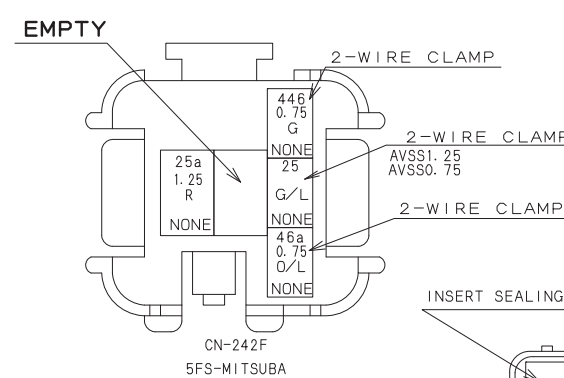 EMPTY
2-WIRE CLAMP
446
0.75
G
NONE
2-WIRE CLAMP
AVSS1.25
AVSS0.75
25a
1.25
R
NONE
25
G/L
NONE
2-WIRE CLAMP
46a
0.75
O/L
NONE
INSERT SEALING
CN-242F
5FS-MITSUBA